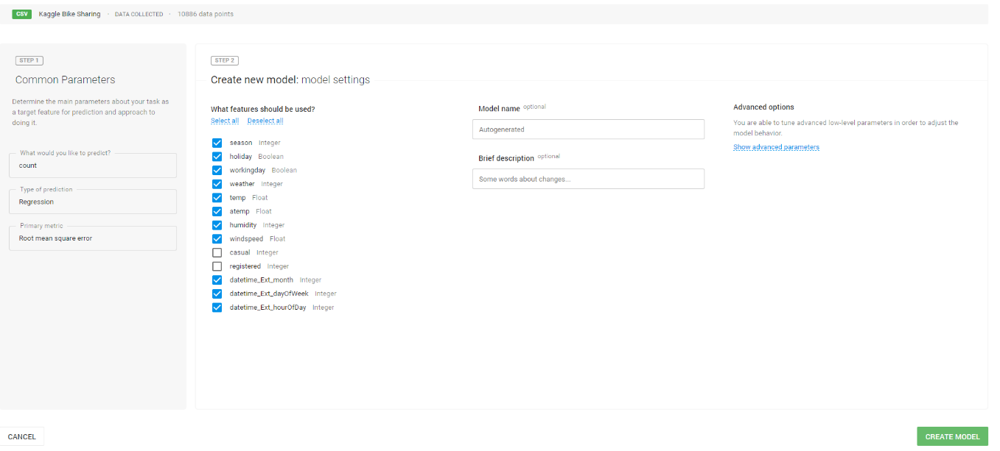 CSV Kaggle Bike Sharing · DATA COLLECTED · 10886 data points
STEP 1
Common Parameters
Determine the main parameters about your task as
a target feature for prediction and approach to
doing it.
What would you like to predict?
count
Type of prediction
Regression
Primary metric
Root mean square error
STEP 2
Create new model: model settings
What features should be used?
Select all Deselect all
season Integer
holiday Boolean
workingday Boolean
weather Integer
temp Float
atemp Float
humidity Integer
windspeed Float
casual Integer
registered Integer
datetime_Ext_month Integer
datetime_Ext_dayOfWeek Integer
datetime_Ext_hourOfDay Integer
Model name optional
Autogenerated
Brief description optional
Some words about changes...
Advanced options
You are able to tune advanced low-level parameters in order to adjust the
model behavior.
Show advanced parameters
CANCEL
CREATE MODEL